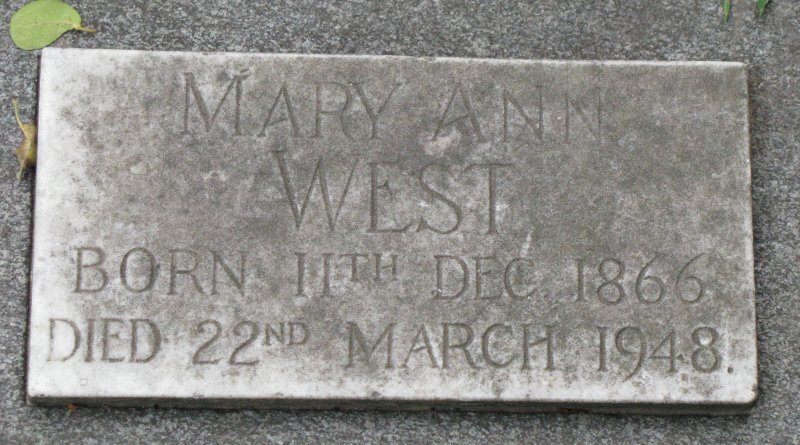 MARY ANN
WEST
BORN 11TH DEC. 1866
DIED 22ND MARCH 1948.